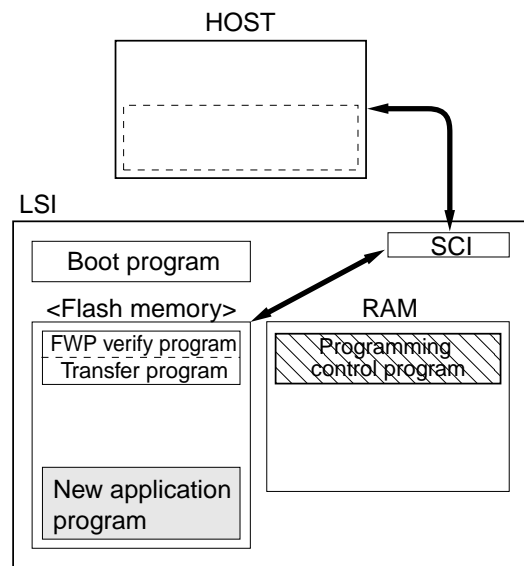 HOST
LSI
SCI
Boot program
<Flash memory>
RAM
FWP verify program
Transfer program
Programming
control program
New application
program